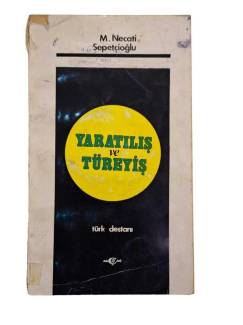 M. Necati
Sepetçioğlu
YARATILIŞ
ve
TÜREYİŞ
türk destanı